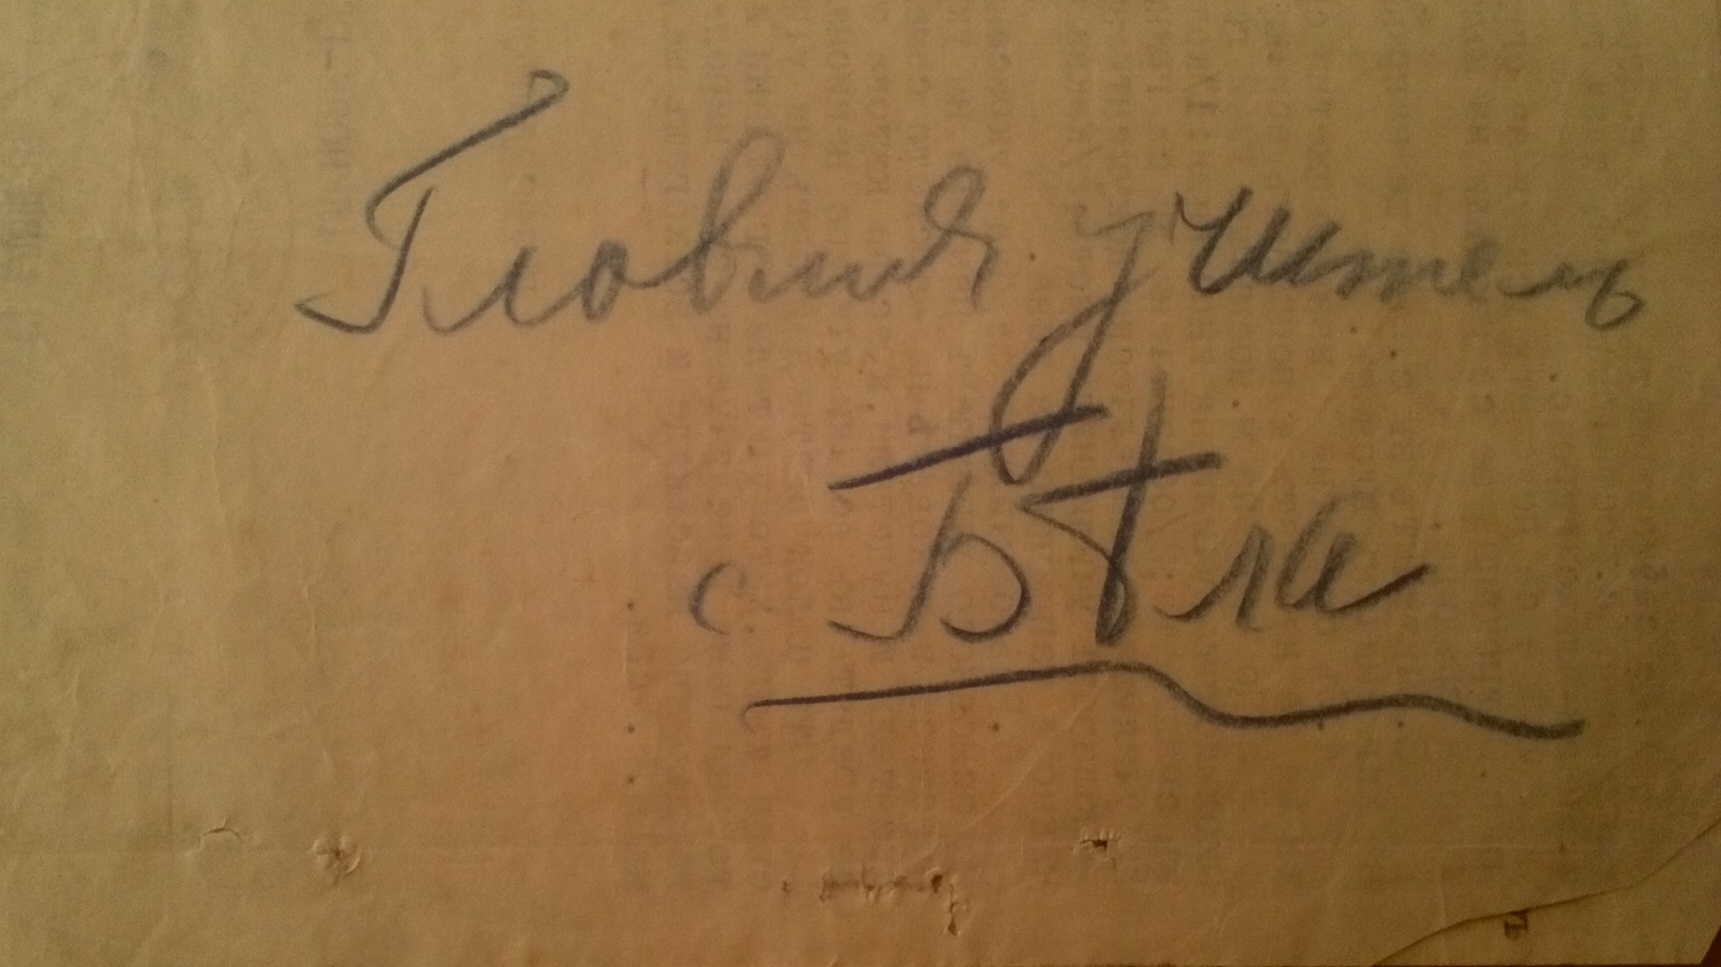 Главния учитель
с Бѣла